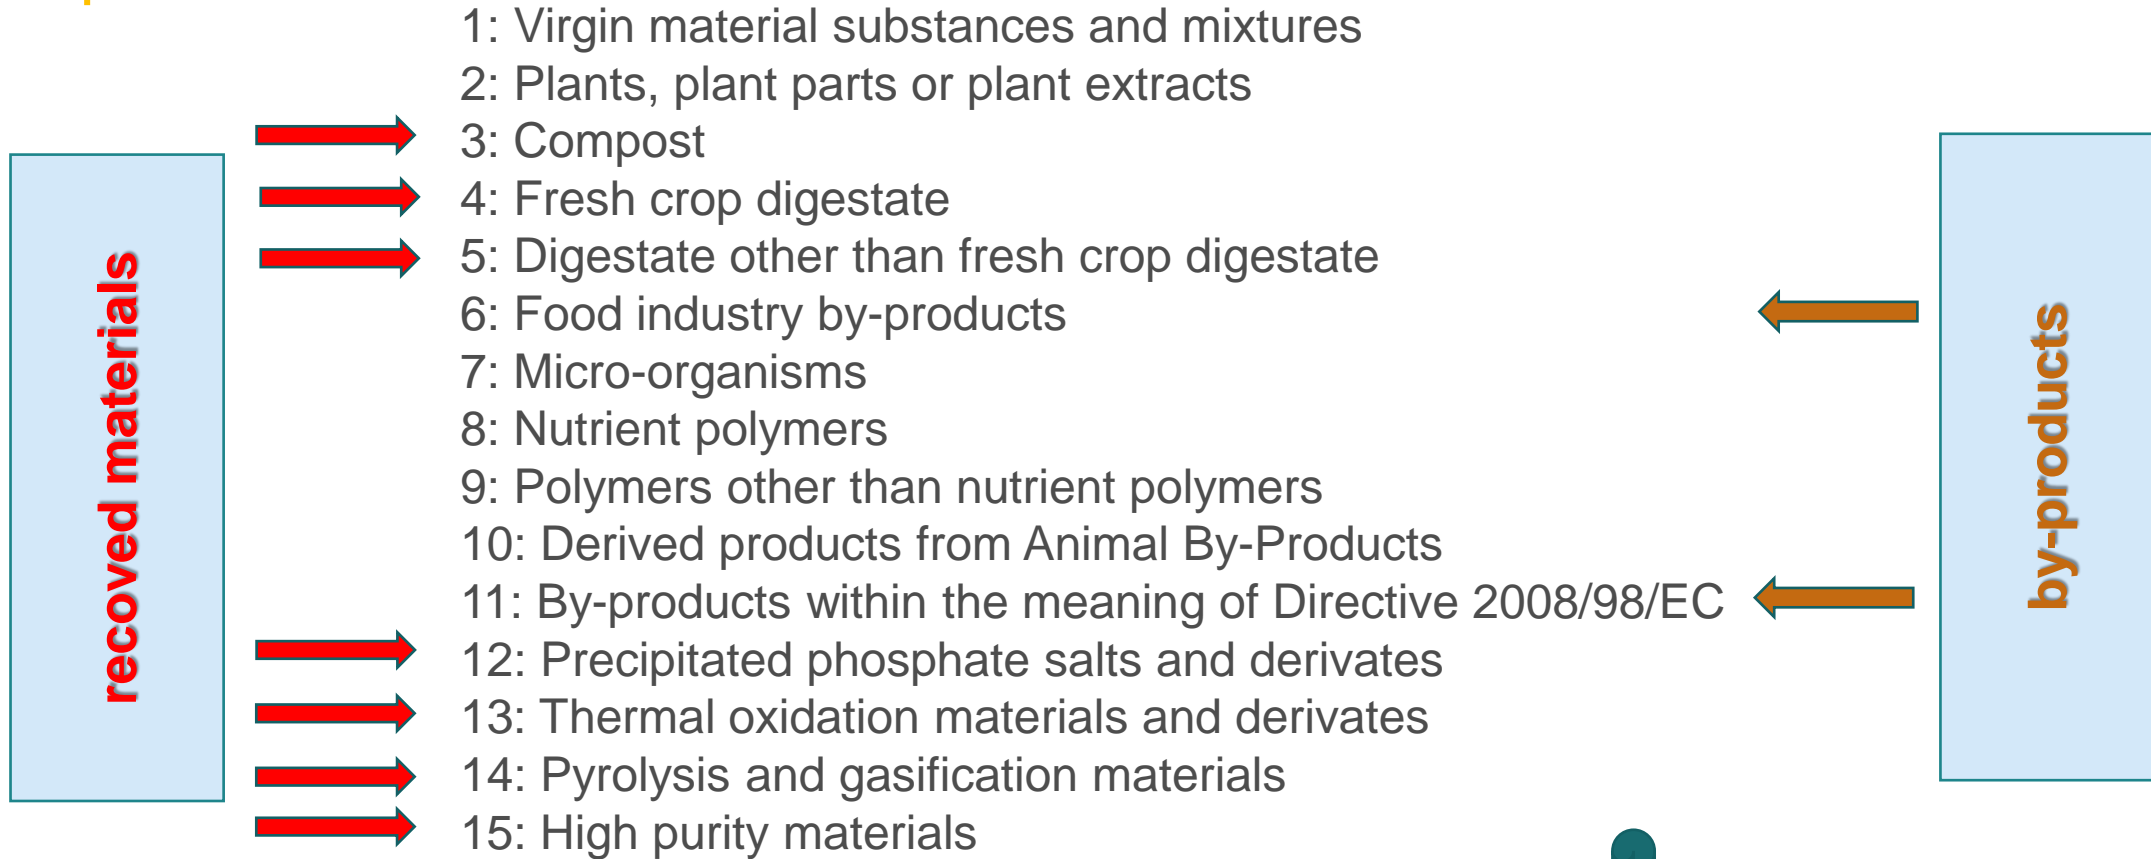 1: Virgin material substances and mixtures
2: Plants, plant parts or plant extracts
3: Compost
4: Fresh crop digestate
5: Digestate other than fresh crop digestate
6: Food industry by-products
7: Micro-organisms
8: Nutrient polymers
9: Polymers other than nutrient polymers
10: Derived products from Animal By-Products
11: By-products within the meaning of Directive 2008/98/EC
12: Precipitated phosphate salts and derivates
13: Thermal oxidation materials and derivates
14: Pyrolysis and gasification materials
15: High purity materials
recoved materials
by-products